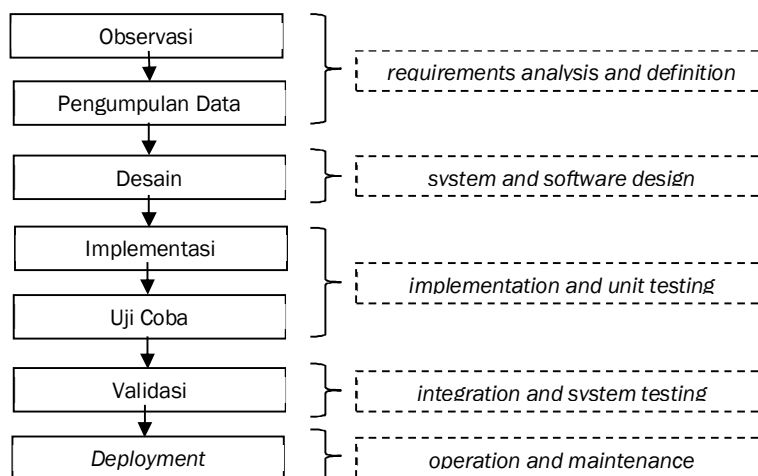 Observasi
requirements analysis and definition
Pengumpulan Data
Desain
system and software design
Implementasi
implementation and unit testing
Uji Coba
Validasi
integration and system testing
Deployment
operation and maintenance